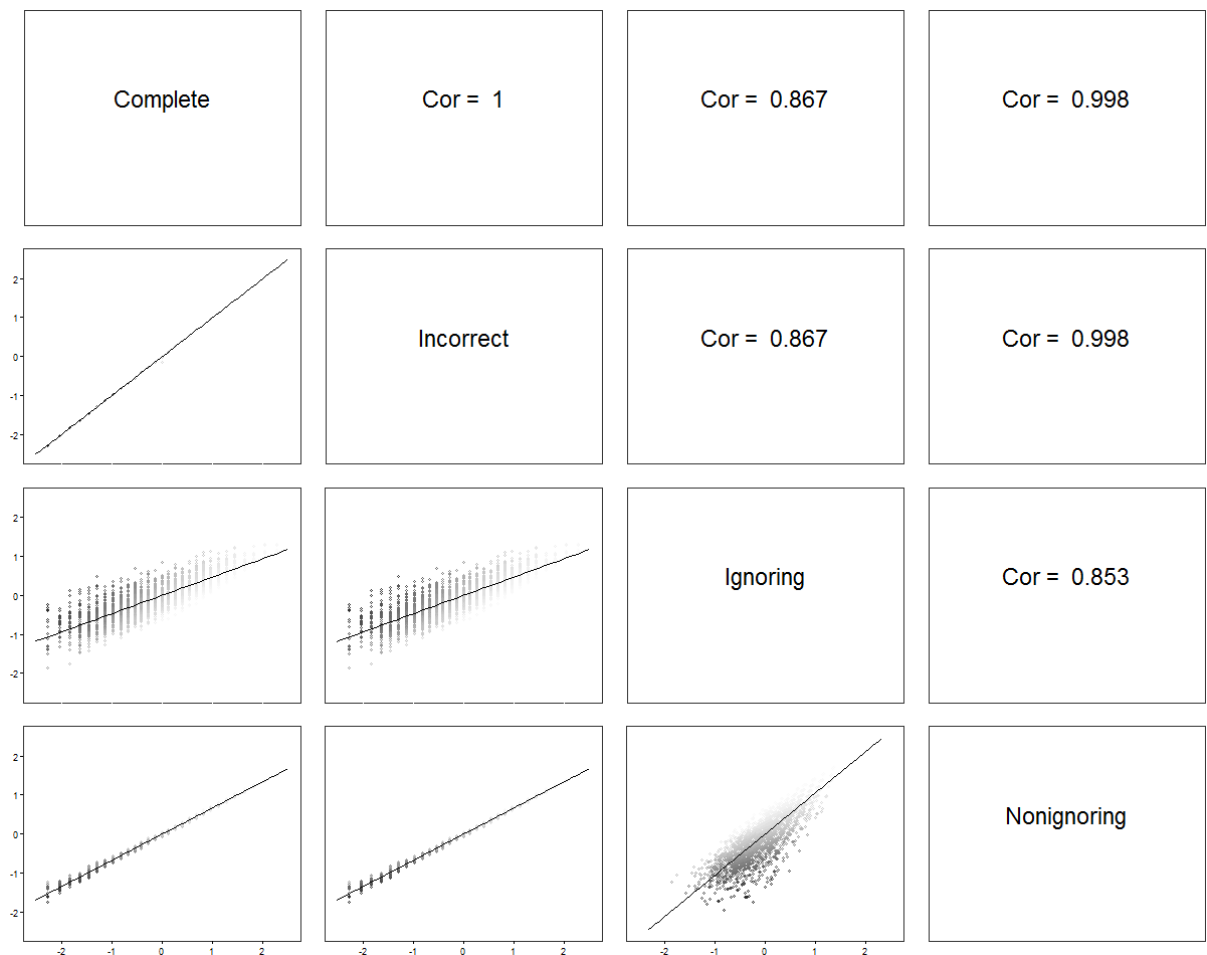 Complete
Cor = 1
Cor = 0.867
Cor = 0.998
2
1
0
-1
-2
Incorrect
Cor = 0.867
Cor = 0.998
2
1
0
-1
-2
Ignoring
Cor = 0.853
2
1
0
-1
-2
Nonignoring
-2 -1 0 1 2
-2 -1 0 1 2
-2 -1 0 1 2